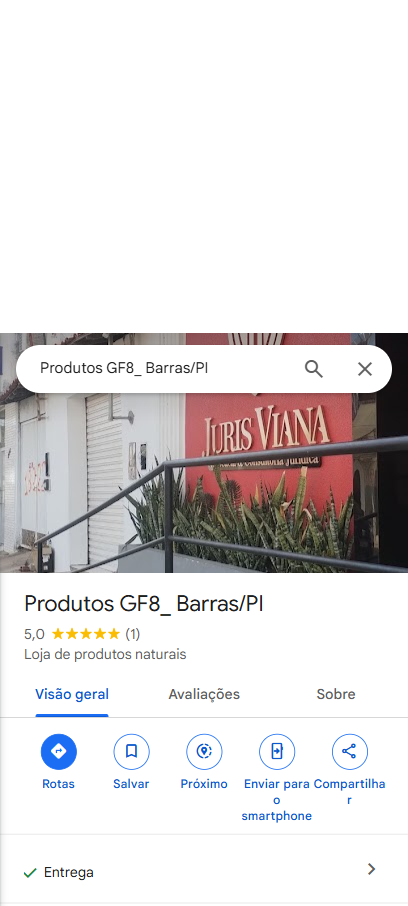 Produtos GF8_ Barras/PI
JURIS VIANA
Advocacia & Consultoria Jurídica
Produtos GF8_ Barras/PI
5,0 (1)
Loja de produtos naturais
Visão geral Avaliações Sobre
Rotas Salvar Próximo Enviar para o smartphone Compartilhar
Entrega